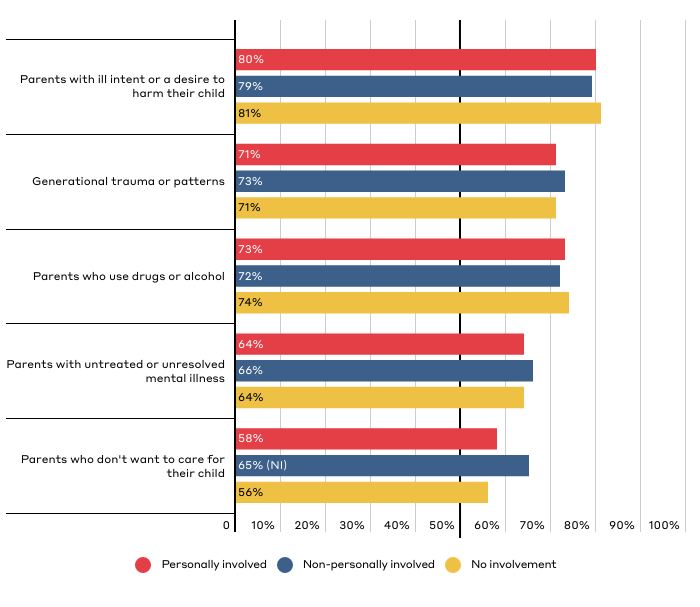 80%
Parents with ill intent or a desire to
harm their child
79%
81%
71%
Generational trauma or patterns
73%
71%
73%
Parents who use drugs or alcohol
72%
74%
64%
Parents with untreated or unresolved
mental illness
66%
64%
58%
Parents who don't want to care for
their child
65% (NI)
56%
0 10% 20% 30% 40% 50% 60% 70% 80% 90% 100%
Personally involved Non-personally involved No involvement